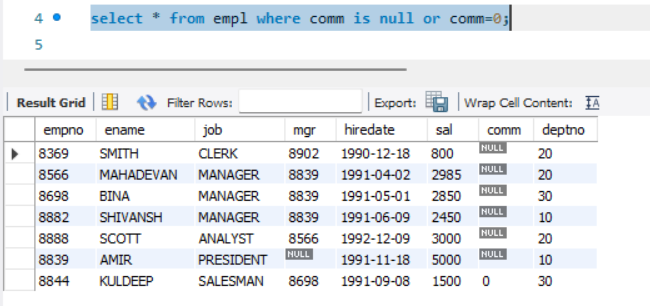 4 select * from empl where comm is null or comm=0;
5
Result Grid Filter Rows: Export: Wrap Cell Content:
empno ename job mgr hiredate sal comm deptno
8369 SMITH CLERK 8902 1990-12-18 800 NULL 20
8566 MAHADEVAN MANAGER 8839 1991-04-02 2985 NULL 20
8698 BINA MANAGER 8839 1991-05-01 2850 NULL 30
8882 SHIVANSH MANAGER 8839 1991-06-09 2450 NULL 10
8888 SCOTT ANALYST 8566 1992-12-09 3000 NULL 20
8839 AMIR PRESIDENT NULL 1991-11-18 5000 NULL 10
8844 KULDEEP SALESMAN 8698 1991-09-08 1500 0 30